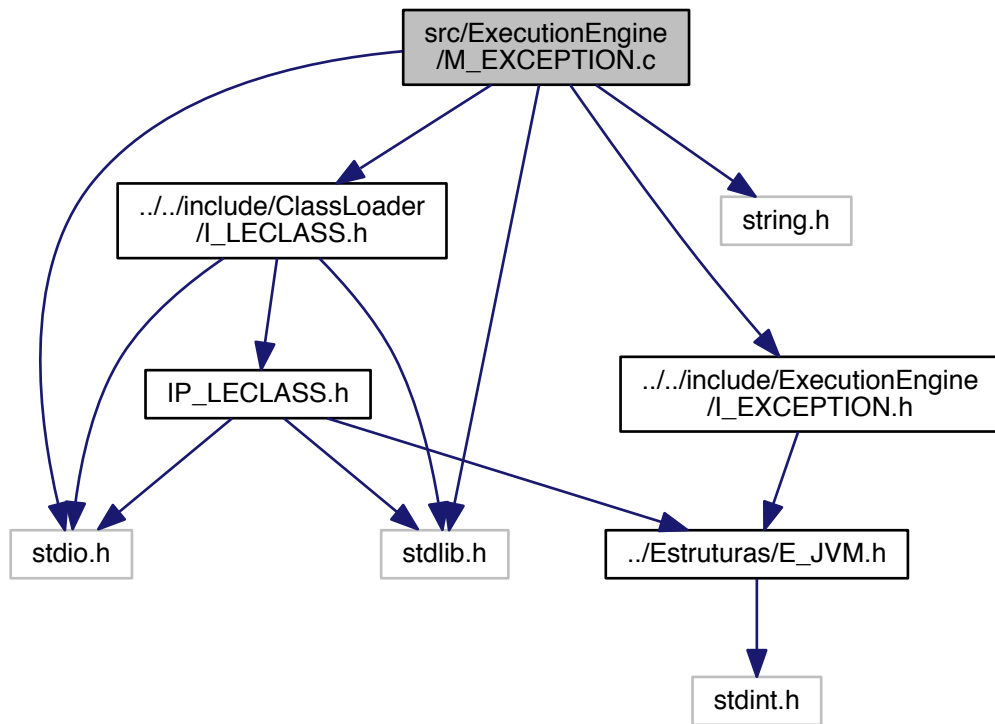 src/ExecutionEngine
/M_EXCEPTION.c
../../include/ClassLoader
/I_LECLASS.h
string.h
IP_LECLASS.h
../../include/ExecutionEngine
/I_EXCEPTION.h
stdio.h
stdlib.h
../Estruturas/E_JVM.h
stdint.h